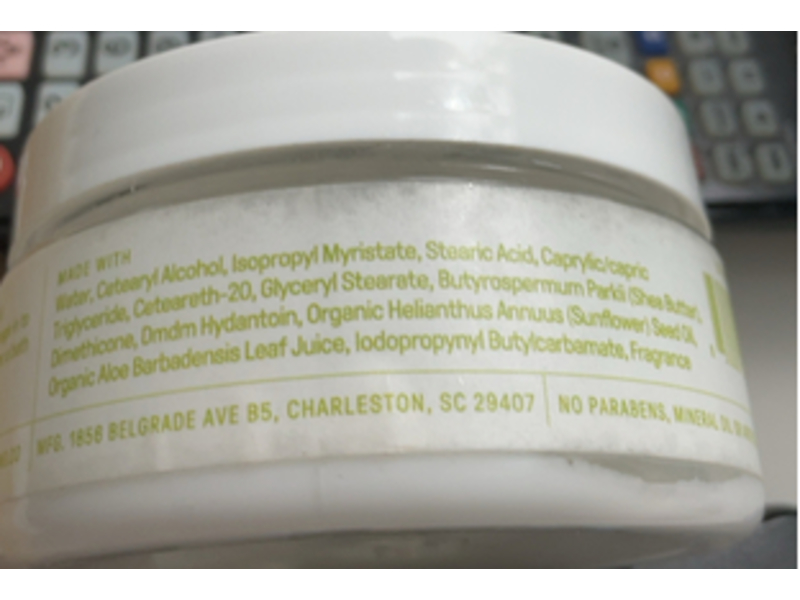 MADE WITH
Water, Cetearyl Alcohol, Isopropyl Myristate, Stearic Acid, Caprylic/capric
Triglyceride, Ceteareth-20, Glyceryl Stearate, Butyrospermum Parkii (Shea Butter),
Dimethicone, Dmdm Hydantoin, Organic Helianthus Annuus (Sunflower) Seed Oil,
Organic Aloe Barbadensis Leaf Juice, Iodopropynyl Butylcarbamate, Fragrance
MFG. 1858 BELGRADE AVE B5, CHARLESTON, SC 29407
NO PARABENS, MINERAL OIL